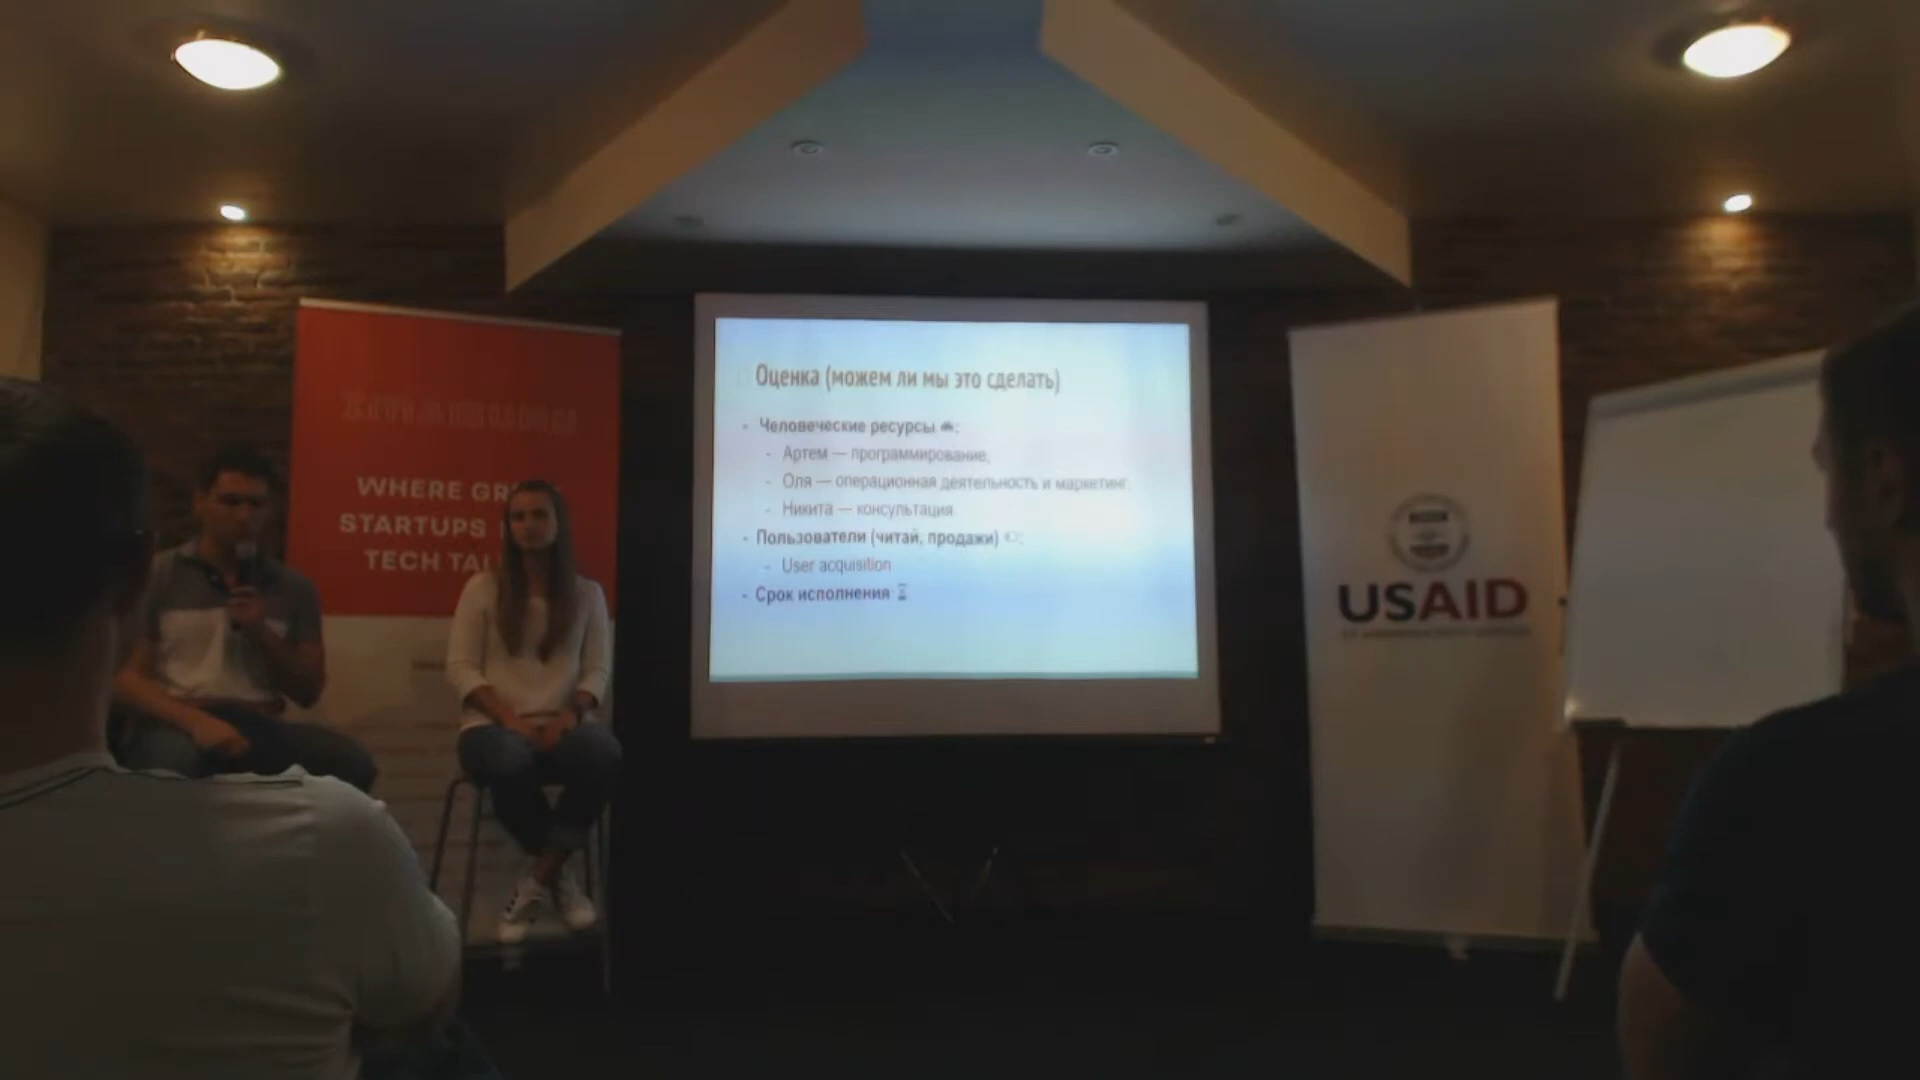 WHERE GR
STARTUPS
TECH TAL
Оценка (можем ли мы это сделать)
- Человеческие ресурсы :
- Артем — программирование;
- Оля — операционная деятельность и маркетинг;
- Никита — консультация
- Пользователи (читай, продажи) :
- User acquisition
- Срок исполнения ⌛
USAID